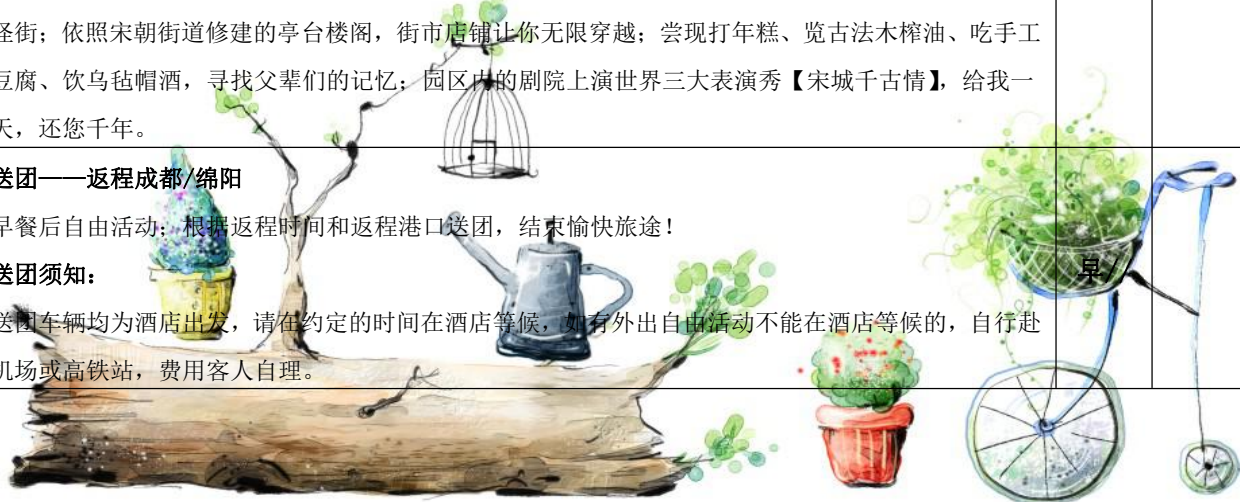 怪街；依照宋朝街道修建的亭台楼阁，街市店铺让你无限穿越；尝现打年糕、览古法木榨油、吃手工
豆腐、饮乌毡帽酒，寻找父辈们的记忆；园区内的剧院上演世界三大表演秀【宋城千古情】，给我一
天，还您千年。
送团——返程成都/绵阳
早餐后自由活动；根据返程时间和返程港口送团，结束愉快旅途！
送团须知：
早/
送团车辆均为酒店出发，请在约定的时间在酒店等候，如有外出自由活动不能在酒店等候的，自行赴
机场或高铁站，费用客人自理。